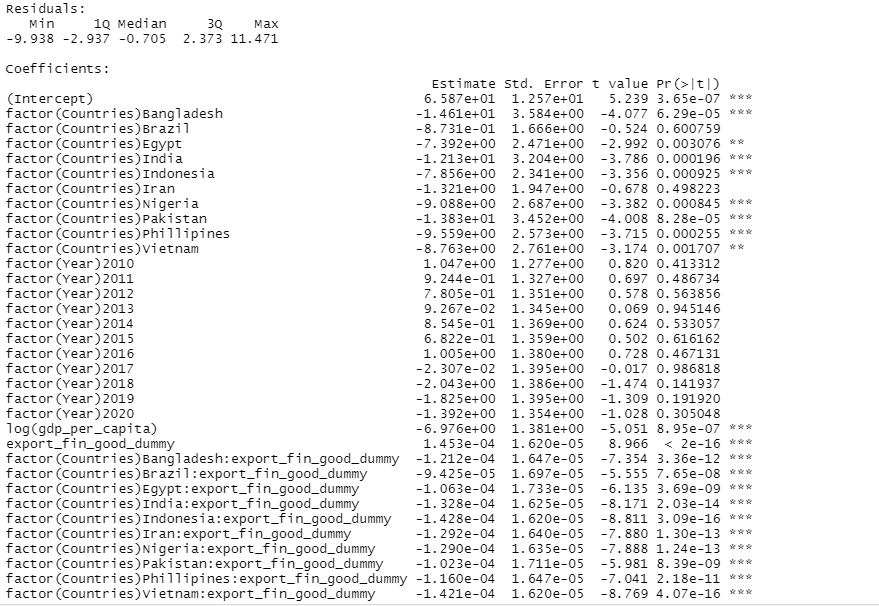 Residuals:
   Min     1Q Median     3Q    Max
-9.938 -2.937 -0.705  2.373 11.471

Coefficients:
Estimate Std. Error t value Pr(>|t|)
(Intercept) 6.587e+01 1.257e+01 5.239 3.65e-07 ***
factor(Countries)Bangladesh -1.461e+01 3.584e+00 -4.077 6.29e-05 ***
factor(Countries)Brazil -8.731e-01 1.666e+00 -0.524 0.600759
factor(Countries)Egypt -7.392e+00 2.471e+00 -2.992 0.003076 **
factor(Countries)India -1.213e+01 3.204e+00 -3.786 0.000196 ***
factor(Countries)Indonesia -7.856e+00 2.341e+00 -3.356 0.000925 ***
factor(Countries)Iran -1.321e+00 1.947e+00 -0.678 0.498223
factor(Countries)Nigeria -9.088e+00 2.687e+00 -3.382 0.000845 ***
factor(Countries)Pakistan -1.383e+01 3.452e+00 -4.008 8.28e-05 ***
factor(Countries)Phillipines -9.559e+00 2.573e+00 -3.715 0.000255 ***
factor(Countries)Vietnam -8.763e+00 2.761e+00 -3.174 0.001707 **
factor(Year)2010 1.047e+00 1.277e+00 0.820 0.413312
factor(Year)2011 9.244e-01 1.327e+00 0.697 0.486734
factor(Year)2012 7.805e-01 1.351e+00 0.578 0.563856
factor(Year)2013 9.267e-02 1.345e+00 0.069 0.945146
factor(Year)2014 8.545e-01 1.369e+00 0.624 0.533057
factor(Year)2015 6.822e-01 1.359e+00 0.502 0.616162
factor(Year)2016 1.005e+00 1.380e+00 0.728 0.467131
factor(Year)2017 -2.307e-02 1.395e+00 -0.017 0.986818
factor(Year)2018 -2.043e+00 1.386e+00 -1.474 0.141937
factor(Year)2019 -1.825e+00 1.395e+00 -1.309 0.191920
factor(Year)2020 -1.392e+00 1.354e+00 -1.028 0.305048
log(gdp_per_capita) -6.976e+00 1.381e+00 -5.051 8.95e-07 ***
export_fin_good_dummy 1.453e-04 1.620e-05 8.966 < 2e-16 ***
factor(Countries)Bangladesh:export_fin_good_dummy -1.212e-04 1.647e-05 -7.354 3.36e-12 ***
factor(Countries)Brazil:export_fin_good_dummy -9.425e-05 1.697e-05 -5.555 7.65e-08 ***
factor(Countries)Egypt:export_fin_good_dummy -1.063e-04 1.733e-05 -6.135 3.69e-09 ***
factor(Countries)India:export_fin_good_dummy -1.328e-04 1.625e-05 -8.171 2.03e-14 ***
factor(Countries)Indonesia:export_fin_good_dummy -1.428e-04 1.620e-05 -8.811 3.09e-16 ***
factor(Countries)Iran:export_fin_good_dummy -1.292e-04 1.640e-05 -7.880 1.30e-13 ***
factor(Countries)Nigeria:export_fin_good_dummy -1.290e-04 1.635e-05 -7.888 1.24e-13 ***
factor(Countries)Pakistan:export_fin_good_dummy -1.023e-04 1.711e-05 -5.981 8.39e-09 ***
factor(Countries)Phillipines:export_fin_good_dummy -1.160e-04 1.647e-05 -7.041 2.18e-11 ***
factor(Countries)Vietnam:export_fin_good_dummy -1.421e-04 1.620e-05 -8.769 4.07e-16 ***